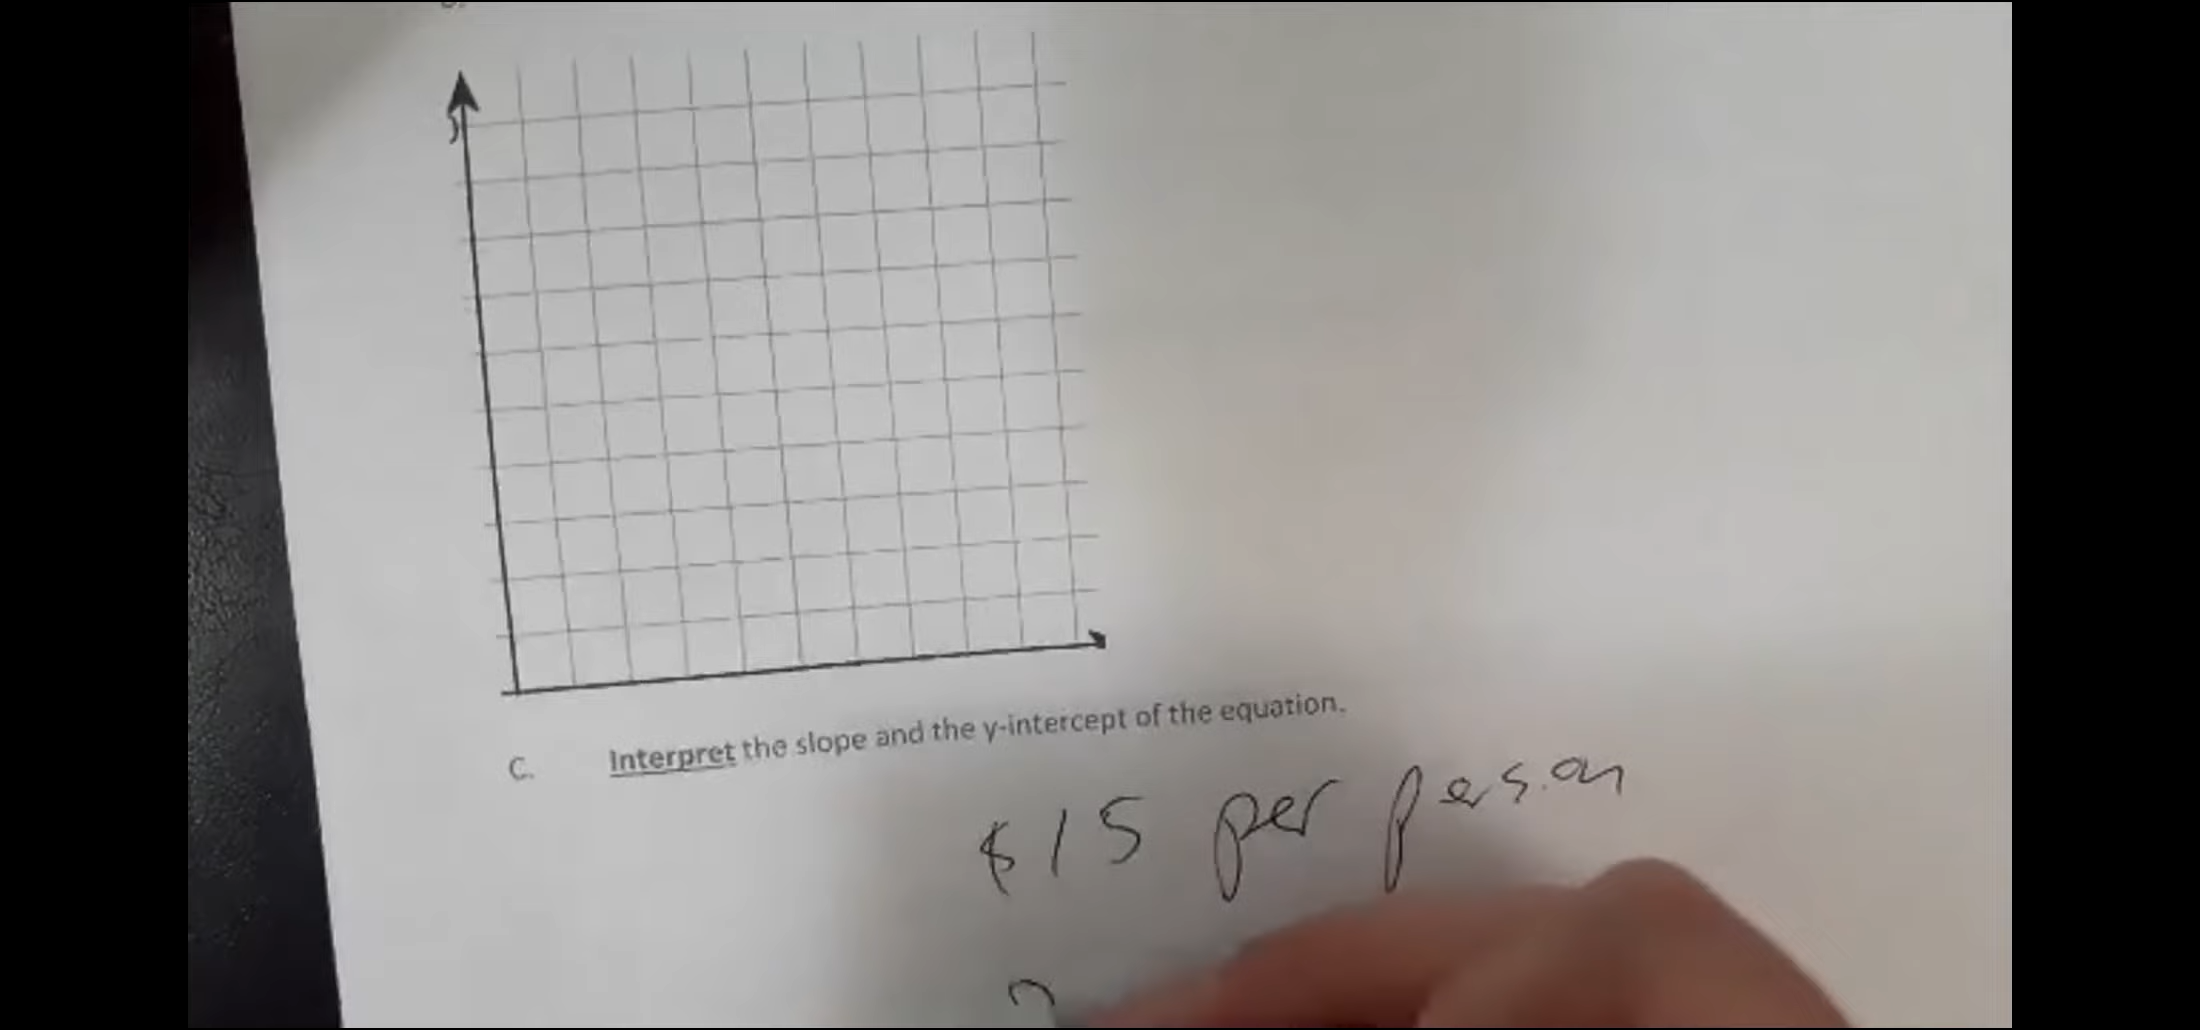 C. Interpret the slope and the y-intercept of the equation.
$15 per person